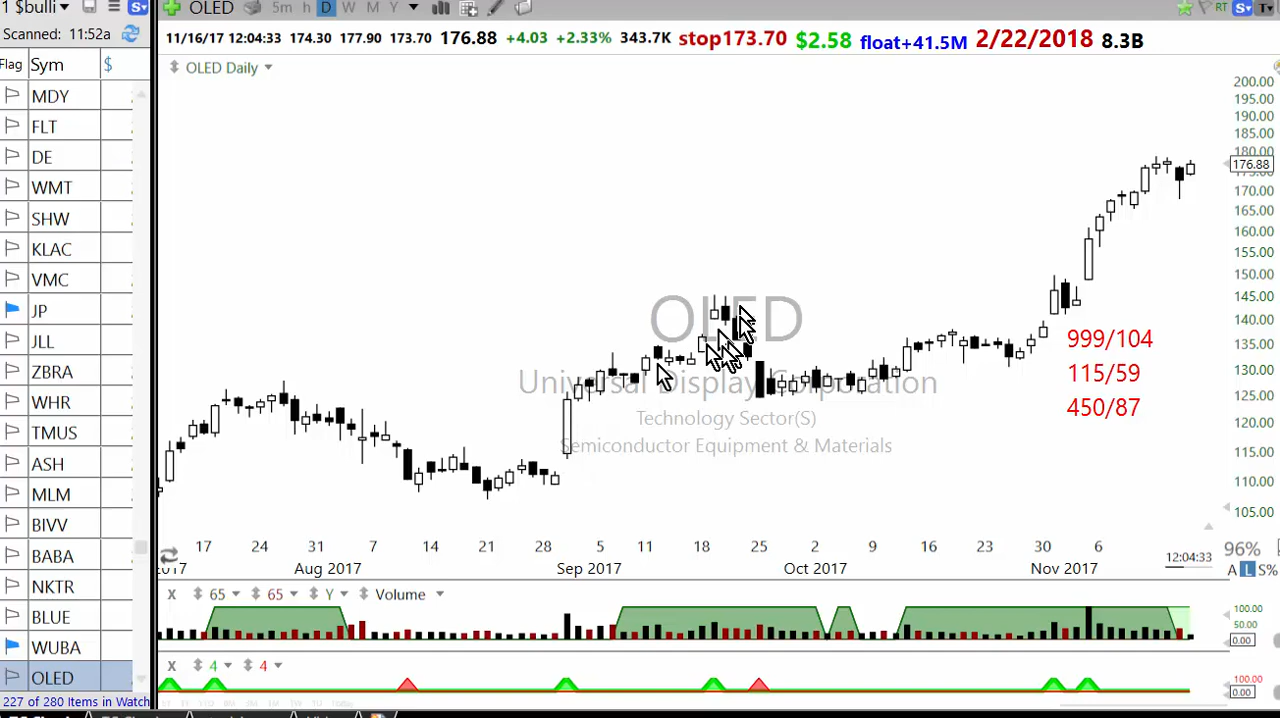 1 $bulli
Scanned: 11:52a
Flag Sym $
MDY
FLT
DE
WMT
SHW
KLAC
VMC
JP
JLL
ZBRA
WHR
TMUS
ASH
MLM
BIVV
BABA
NKTR
BLUE
WUBA
OLED
227 of 280 Items in Watch
OLED 5m h D W M Y
RT
11/16/17 12:04:33 174.30 177.90 173.70 176.88 +4.03 +2.33% 343.7K stop173.70 $2.58 float+41.5M 2/22/2018 8.3B
OLED Daily
OLED
Universal Display Corporation
Technology Sector(S)
Semiconductor Equipment & Materials
999/104
115/59
450/87
200.00
195.00
190.00
185.00
180.00
176.88
170.00
165.00
160.00
155.00
150.00
145.00
140.00
135.00
130.00
125.00
120.00
115.00
110.00
105.00
17 24 31 7 14 21 28 5 11 18 25 2 9 16 23 30 6
Aug 2017 Sep 2017 Oct 2017 Nov 2017
12:04:33
96%
A L S%
X 65 65 Y Volume
100.00
50.00
0.00
X 4 4
100.00
0.00